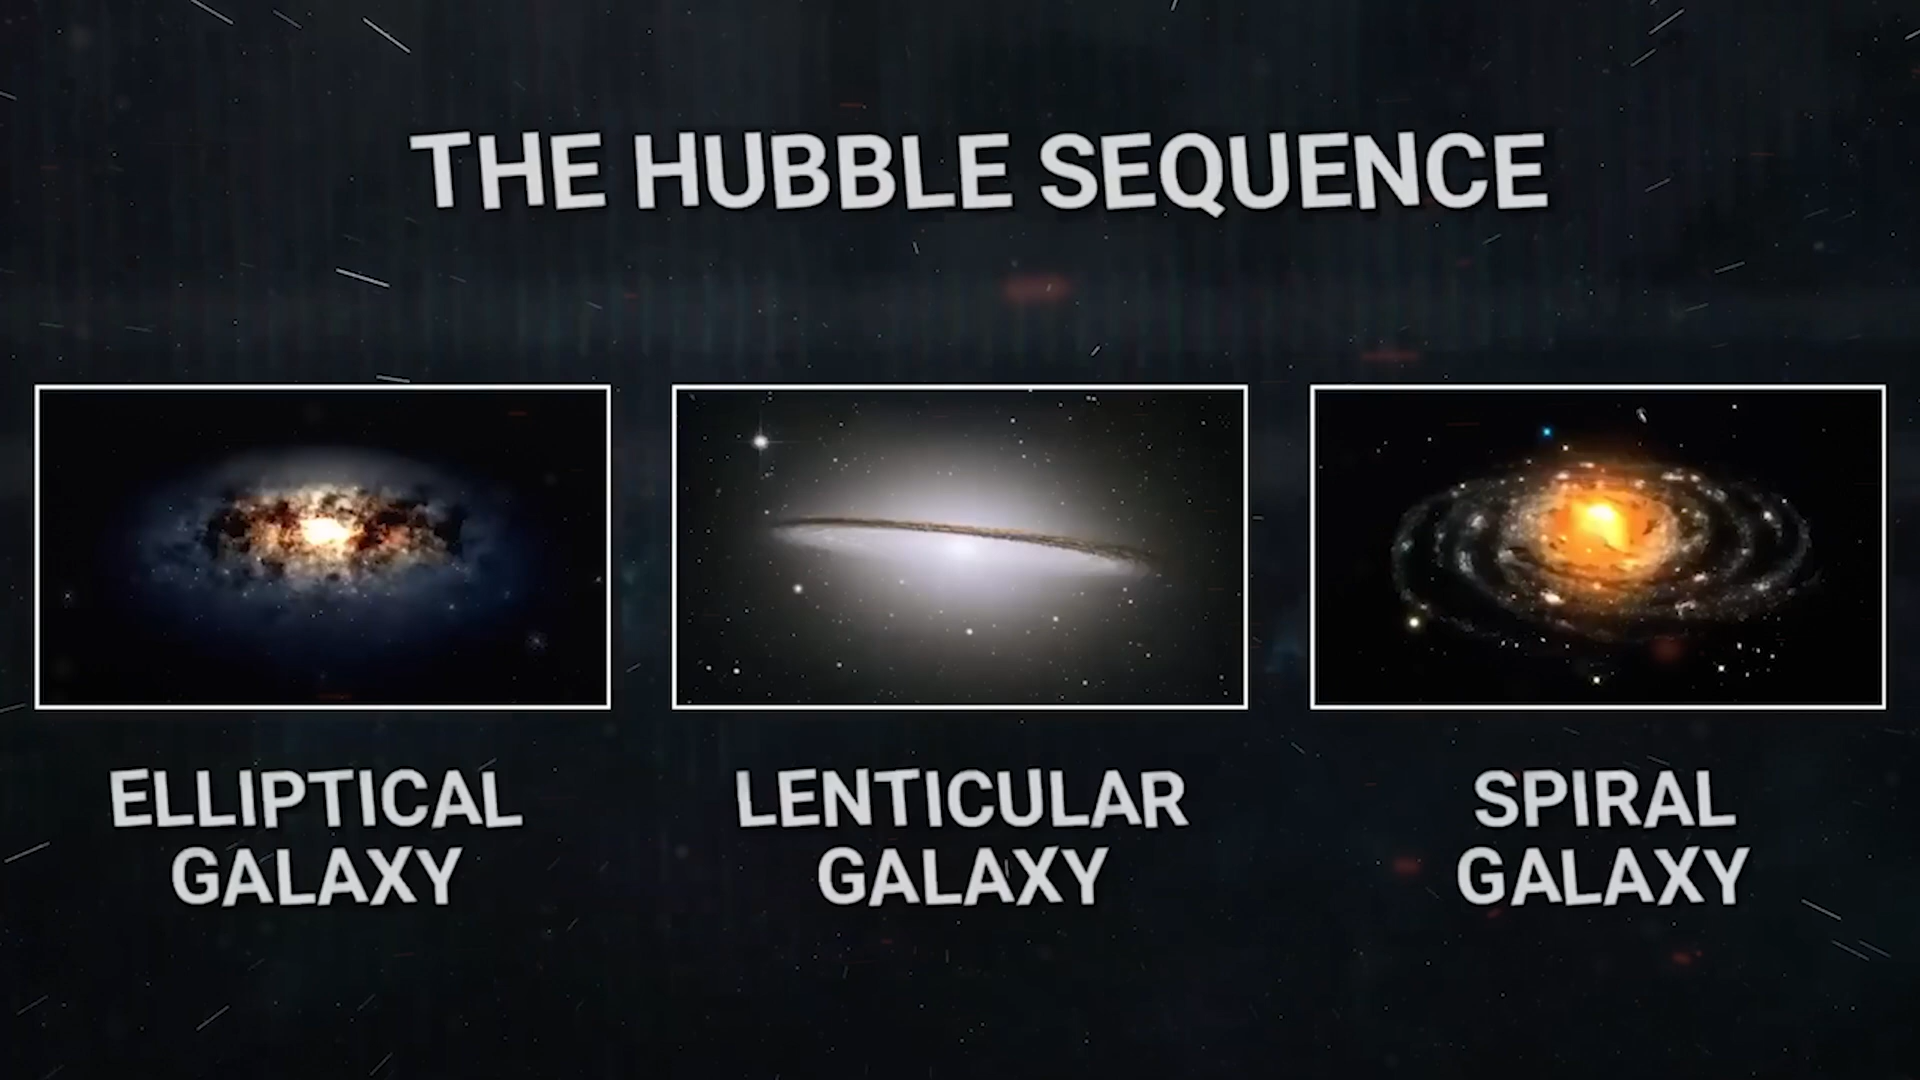 THE HUBBLE SEQUENCE
ELLIPTICAL
GALAXY
LENTICULAR
GALAXY
SPIRAL
GALAXY